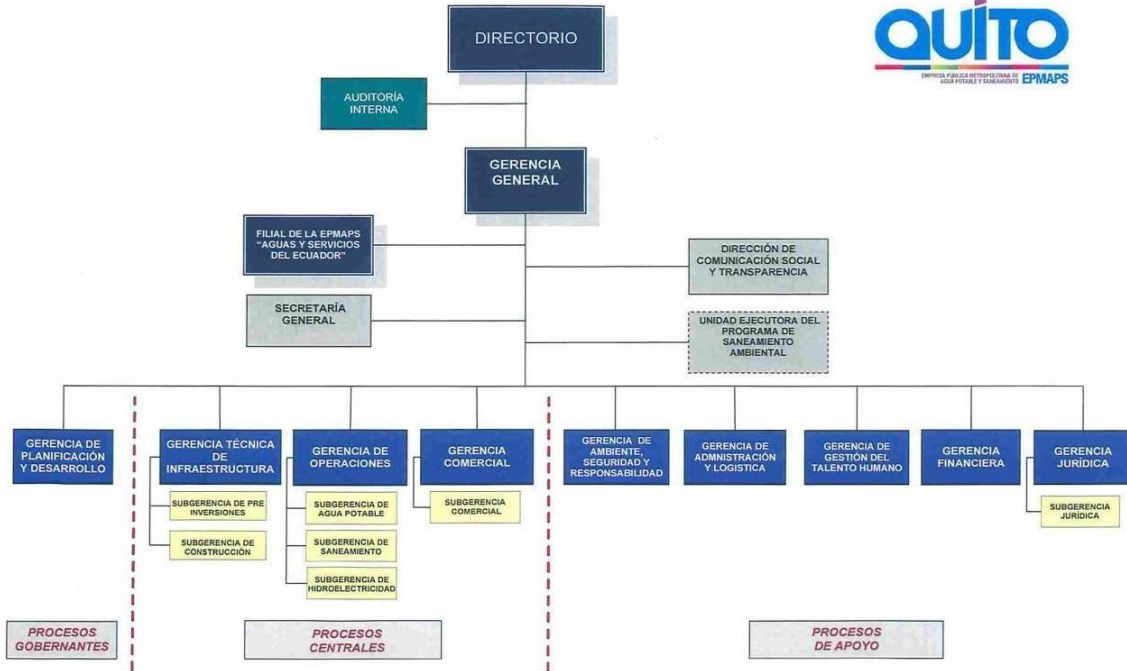 DIRECTORIO
QUITO
EMPRESA PÚBLICA METROPOLITANA DE
AGUA POTABLE Y SANEAMIENTO
EPMAPS
AUDITORÍA
INTERNA
GERENCIA
GENERAL
FILIAL DE LA EPMAPS
"AGUAS Y SERVICIOS
DEL ECUADOR"
DIRECCIÓN DE
COMUNICACIÓN SOCIAL
Y TRANSPARENCIA
SECRETARÍA
GENERAL
UNIDAD EJECUTORA DEL
PROGRAMA DE
SANEAMIENTO
AMBIENTAL
GERENCIA DE
PLANIFICACIÓN
Y DESARROLLO
GERENCIA TÉCNICA
DE
INFRAESTRUCTURA
SUBGERENCIA DE PRE
INVERSIONES
SUBGERENCIA DE
CONSTRUCCIÓN
GERENCIA DE
OPERACIONES
SUBGERENCIA DE
AGUA POTABLE
SUBGERENCIA DE
SANEAMIENTO
SUBGERENCIA DE
HIDROELECTRICIDAD
GERENCIA
COMERCIAL
SUBGERENCIA
COMERCIAL
GERENCIA DE
AMBIENTE,
SEGURIDAD Y
RESPONSABILIDAD
GERENCIA DE
ADMNISTRACIÓN
Y LOGISTICA
GERENCIA DE
GESTIÓN DEL
TALENTO HUMANO
GERENCIA
FINANCIERA
GERENCIA
JURÍDICA
SUBGERENCIA
JURÍDICA
PROCESOS
GOBERNANTES
PROCESOS
CENTRALES
PROCESOS
DE APOYO